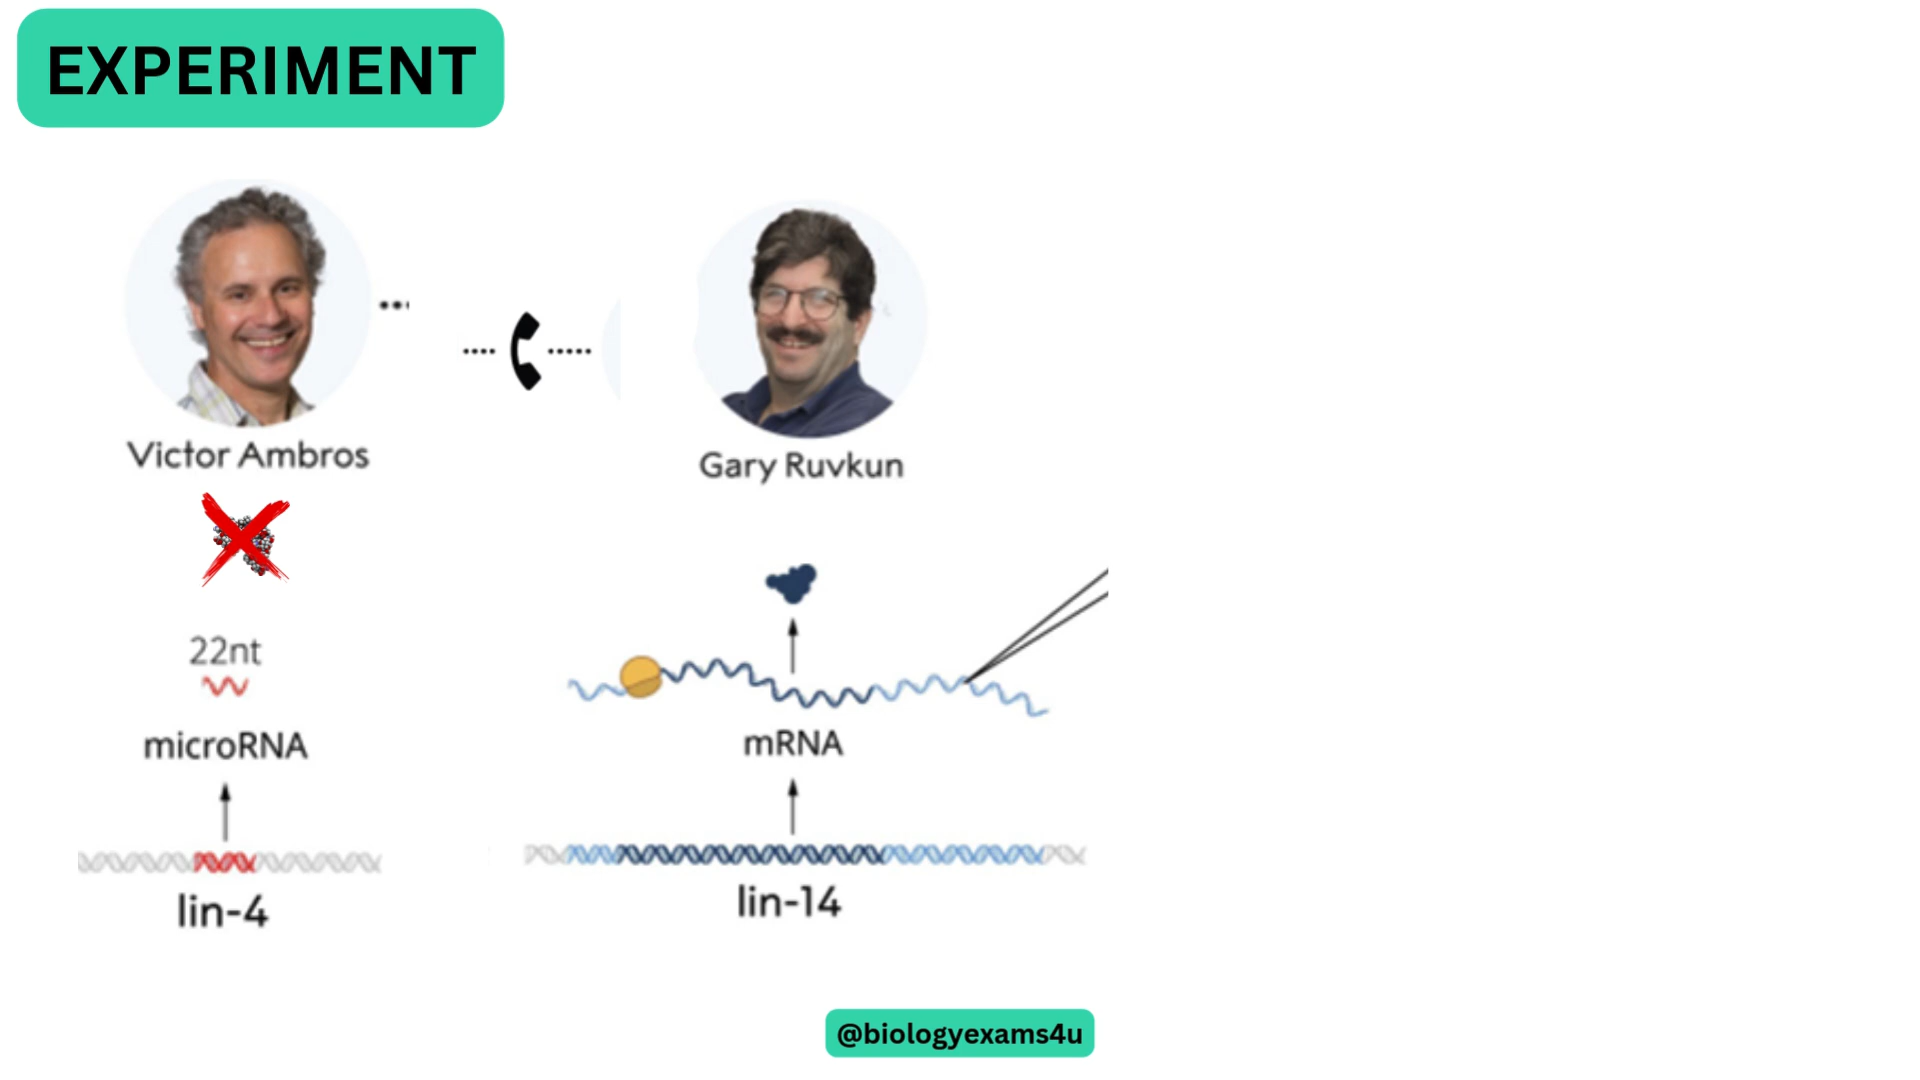 EXPERIMENT
Victor Ambros
Gary Ruvkun
22nt
microRNA
mRNA
lin-4
lin-14
@biologyexams4u